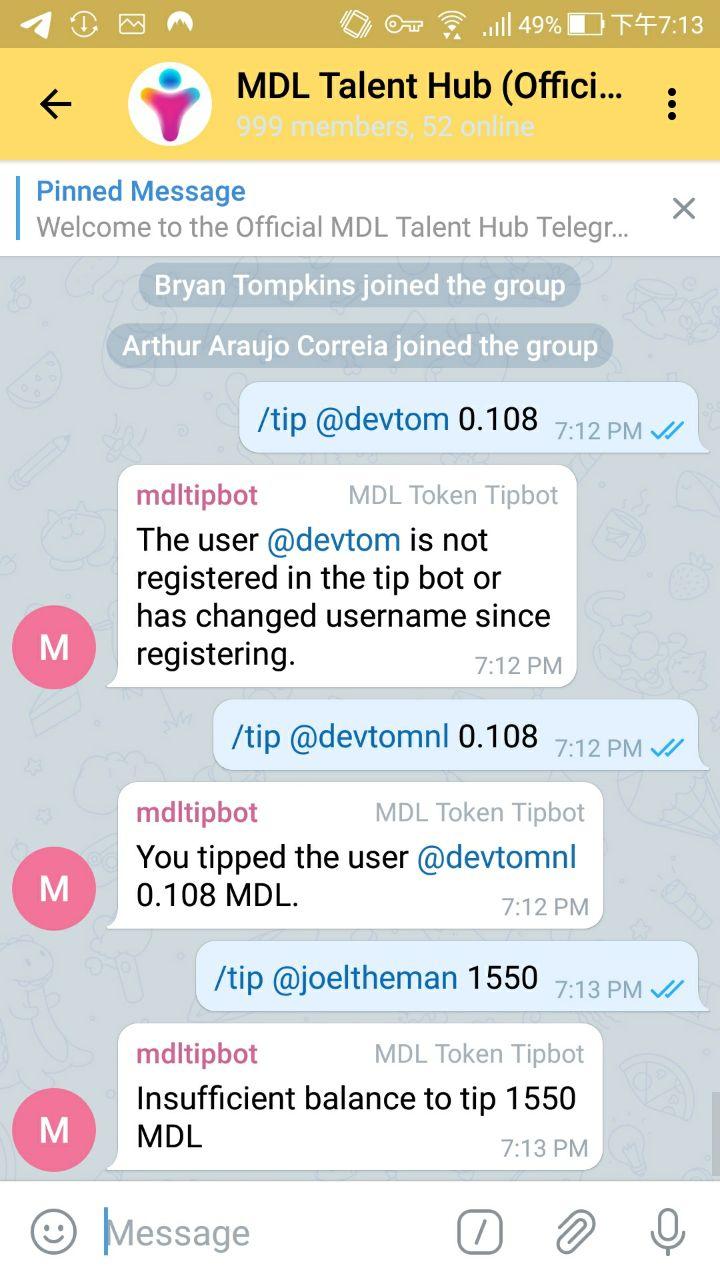 49% 下午7:13
MDL Talent Hub (Offici...
999 members, 52 online
Pinned Message
Welcome to the Official MDL Talent Hub Telegr...
Bryan Tompkins joined the group
Arthur Araujo Correia joined the group
/tip @devtom 0.108 7:12 PM
mdltipbot MDL Token Tipbot
The user @devtom is not
registered in the tip bot or
has changed username since
registering. 7:12 PM
M
/tip @devtomnl 0.108 7:12 PM
mdltipbot MDL Token Tipbot
You tipped the user @devtomnl
0.108 MDL. 7:12 PM
M
/tip @joeltheman 1550 7:13 PM
mdltipbot MDL Token Tipbot
Insufficient balance to tip 1550
MDL 7:13 PM
M
Message /